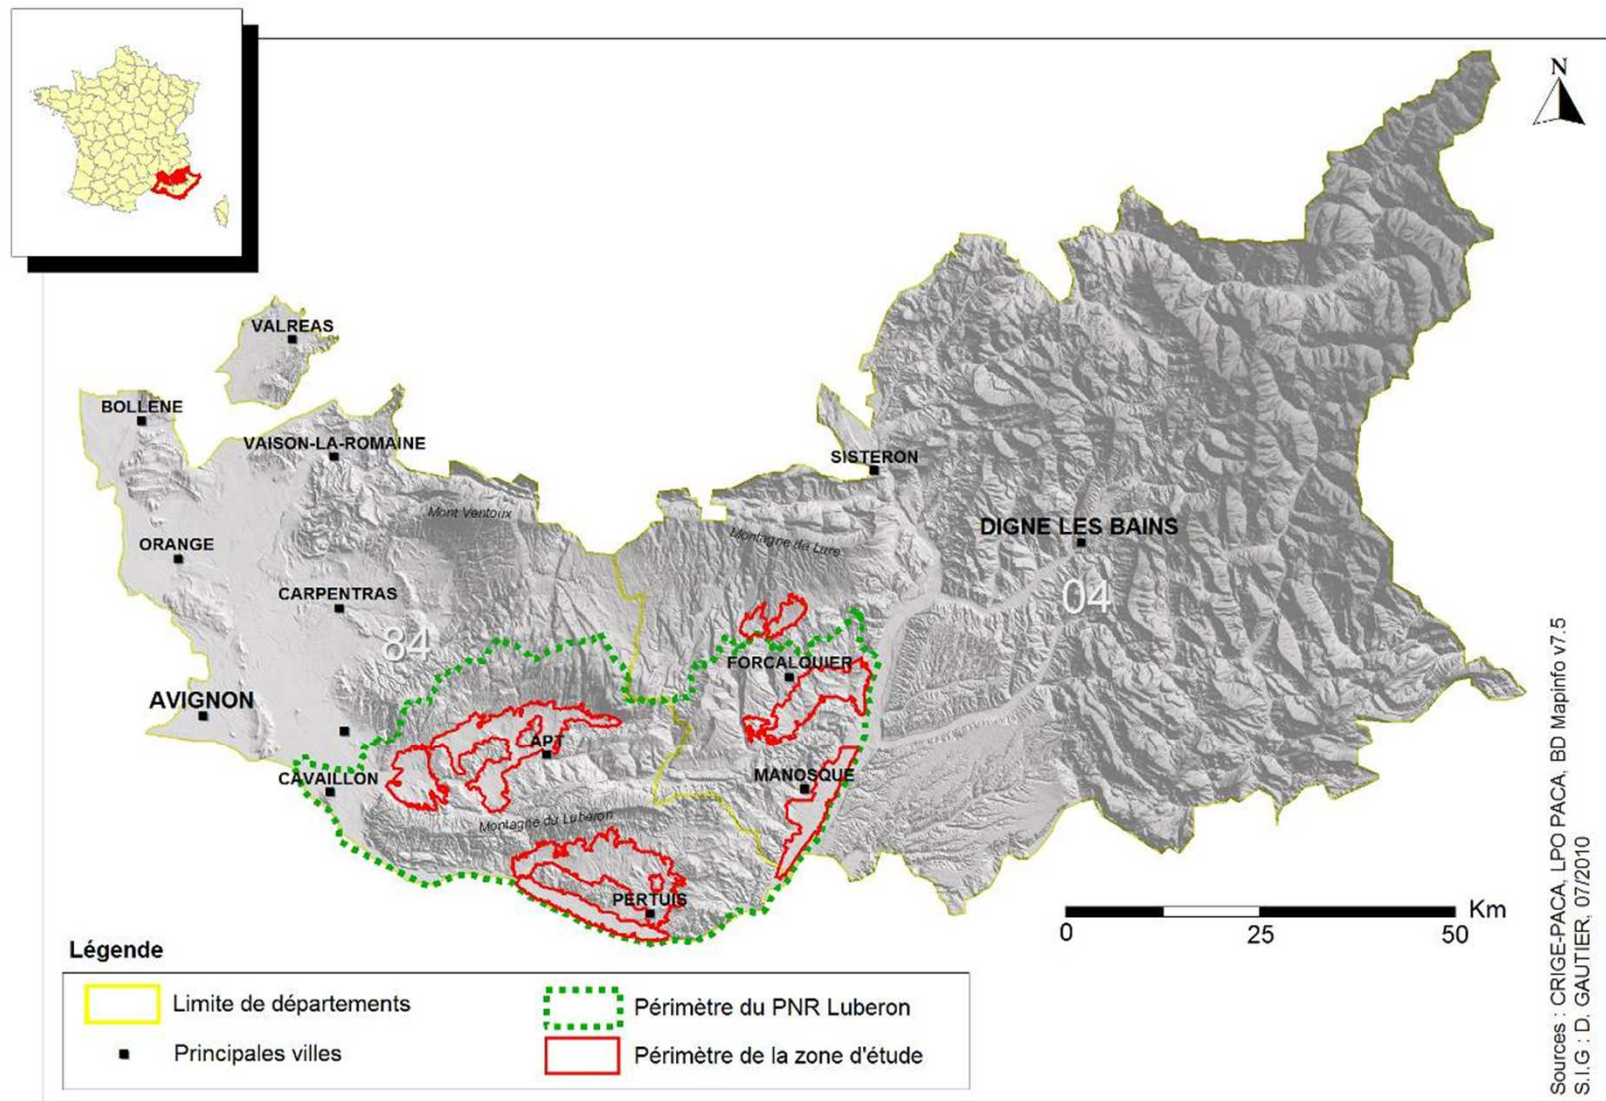 N
VALREAS
BOLLENE
VAISON-LA-ROMAINE
SISTERON
Mont Ventoux
Montagne de Lure
DIGNE LES BAINS
ORANGE
CARPENTRAS
04
84
FORCALQUIER
AVIGNON
APT
CAVAILLON
MANOSQUE
Montagne du Luberon
PERTUIS
Km
0
25
50
Légende
Limite de départements
Principales villes
Périmètre du PNR Luberon
Périmètre de la zone d'étude
Sources : CRIGE-PACA, LPO PACA, BD Mapinfo v7.5
S.I.G : D. GAUTIER, 07/2010